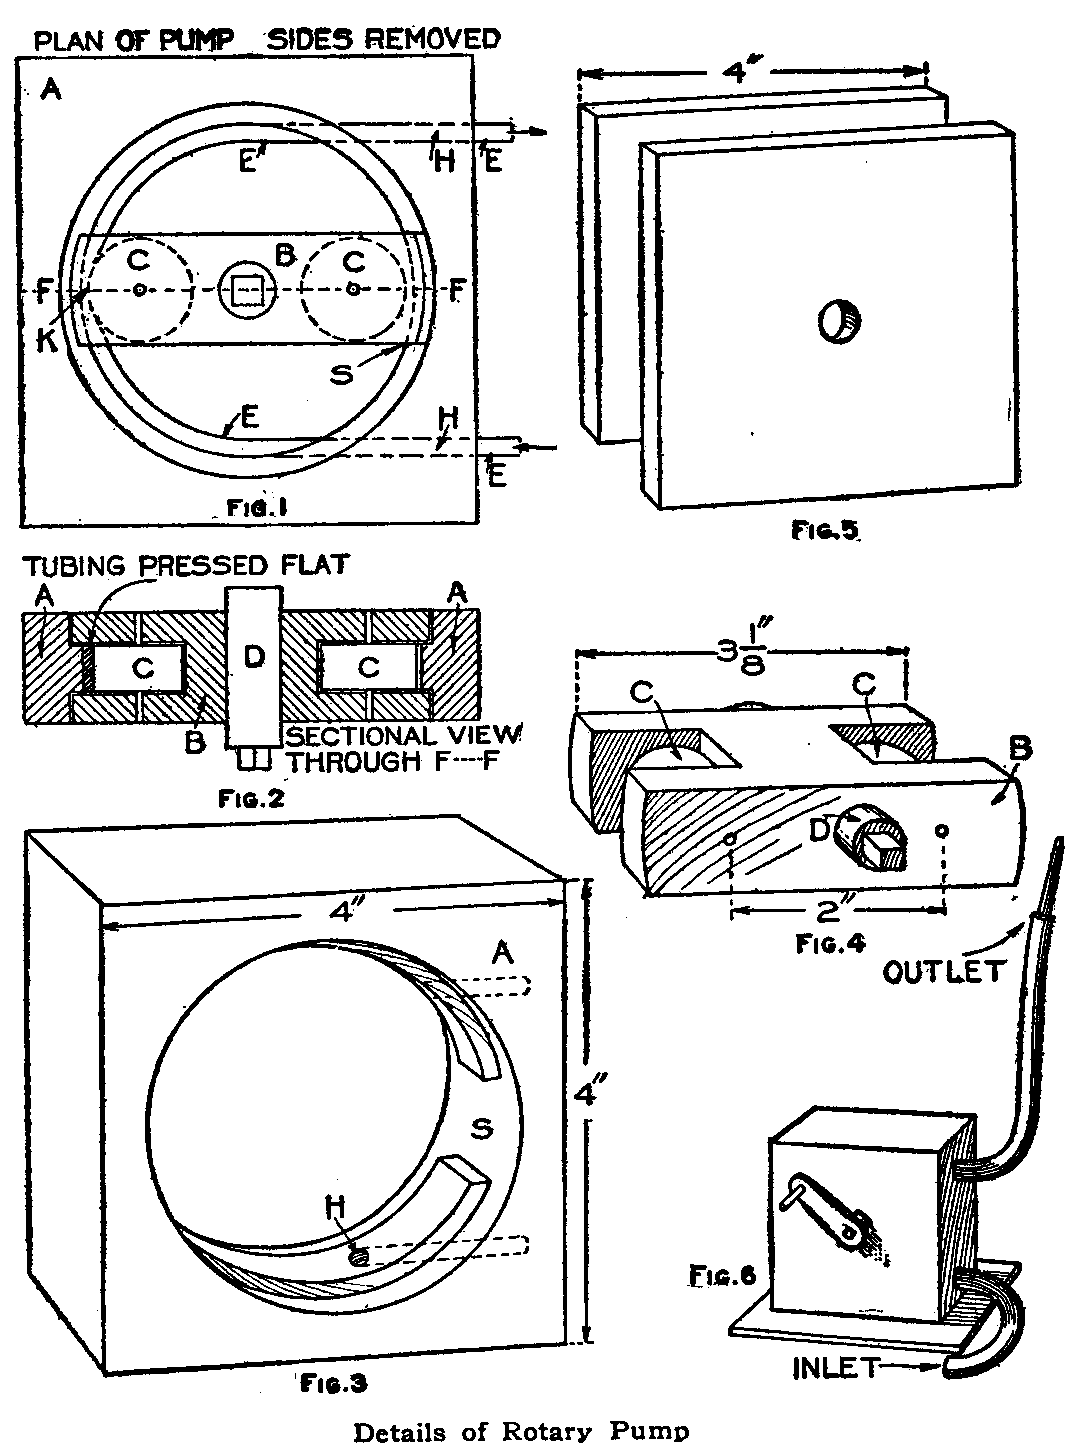 PLAN OF PUMP SIDES REMOVED
A
E
H
E
C
B
C
F
F
K
S
E
H
E
FIG.1
4"
FIG.5
TUBING PRESSED FLAT
A
A
C
D
C
B
SECTIONAL VIEW
THROUGH F----F
FIG.2
3 1/8"
C
C
B
D
2"
FIG.4
4"
A
4"
S
H
FIG.3
OUTLET
FIG.6
INLET
Details of Rotary Pump